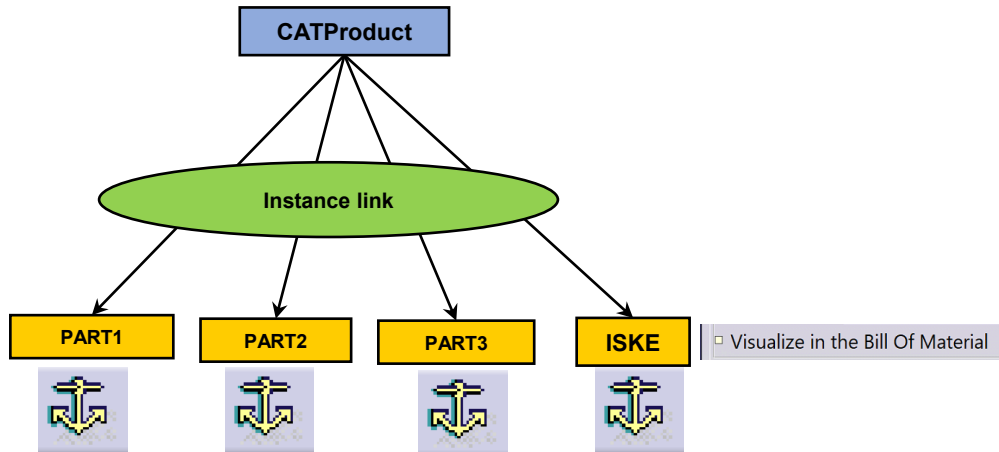 CATProduct
Instance link
PART1
PART2
PART3
ISKE
Visualize in the Bill Of Material